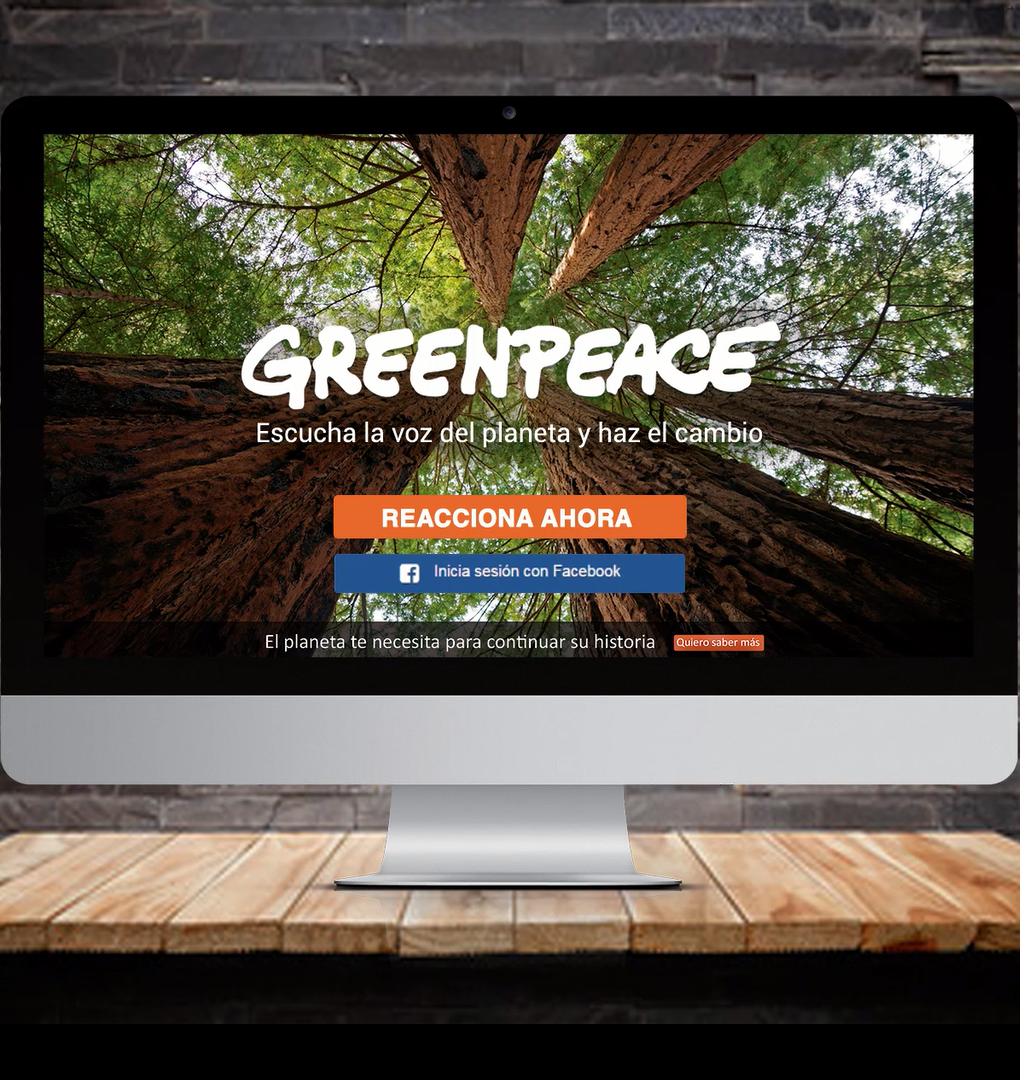 GREENPEACE
Escucha la voz del planeta y haz el cambio
REACCIONA AHORA
Inicia sesión con Facebook
El planeta te necesita para continuar su historia Quiero saber más